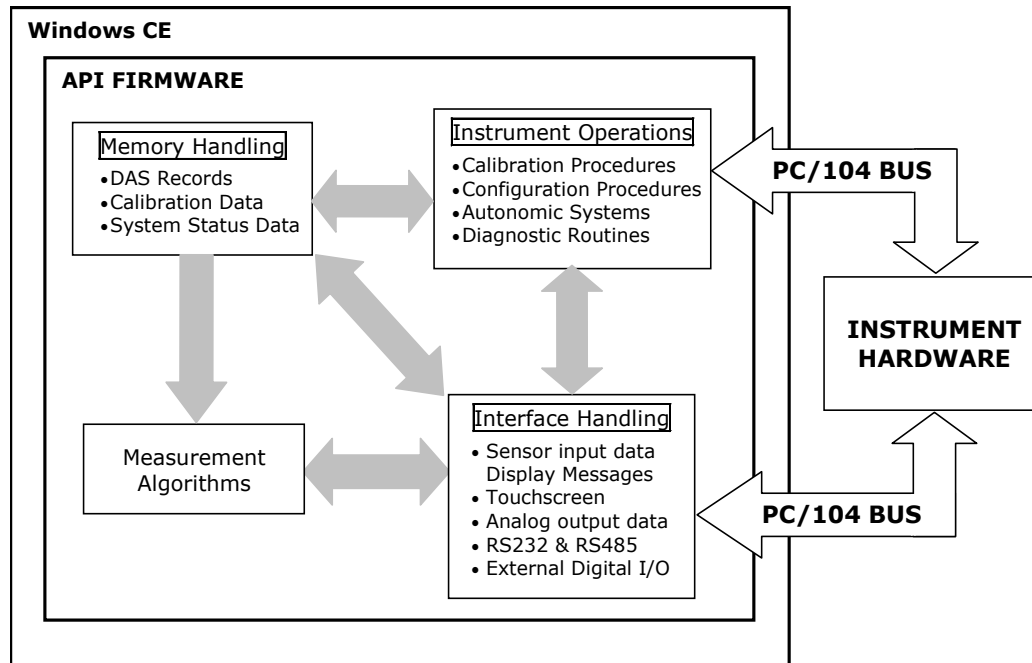 Windows CE
API FIRMWARE
Memory Handling
•DAS Records
•Calibration Data
•System Status Data
Instrument Operations
•Calibration Procedures
•Configuration Procedures
•Autonomic Systems
•Diagnostic Routines
PC/104 BUS
INSTRUMENT
HARDWARE
Measurement
Algorithms
Interface Handling
• Sensor input data
Display Messages
• Touchscreen
• Analog output data
• RS232 & RS485
• External Digital I/O
PC/104 BUS